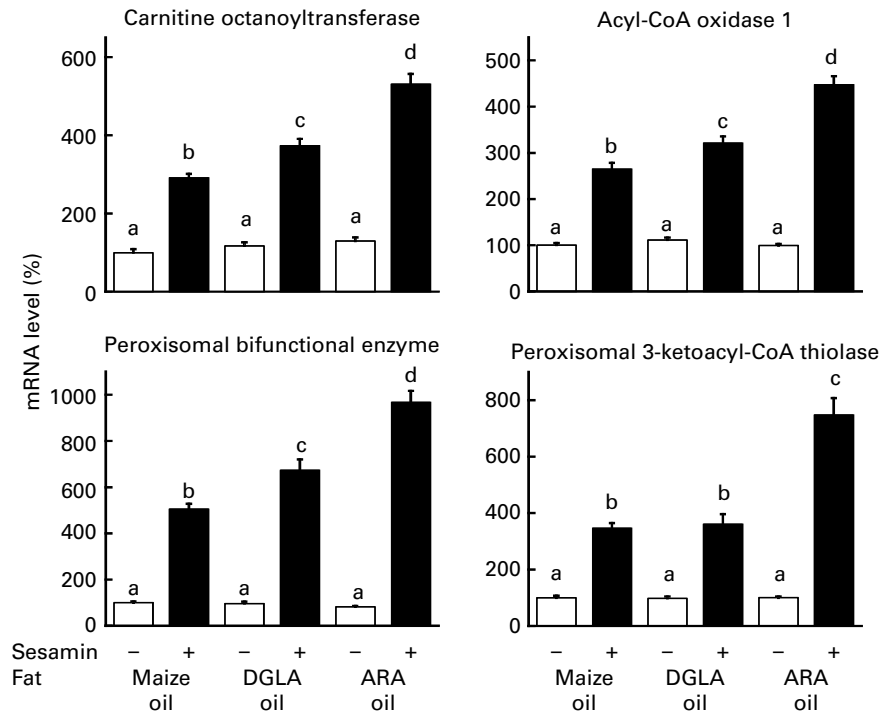 mRNA level (%)
Carnitine octanoyltransferase
600
400
200
0
a
b
a
c
a
d
Acyl-CoA oxidase 1
500
400
300
200
100
0
a
b
a
c
a
d
Peroxisomal bifunctional enzyme
1000
800
600
400
200
0
a
b
a
c
a
d
Peroxisomal 3-ketoacyl-CoA thiolase
800
600
400
200
0
a
b
a
b
a
c
Sesamin – + – + – + – + – + – +
Fat Maize DGLA ARA Maize DGLA ARA
oil oil oil oil oil oil